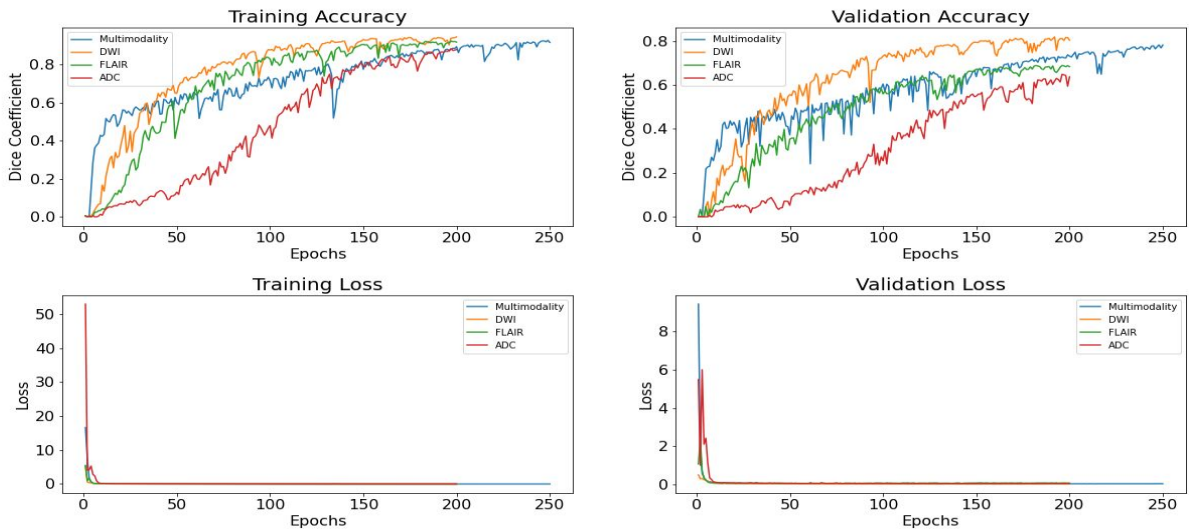 Training Accuracy
Multimodality
DWI
FLAIR
ADC
Dice Coefficient
0.8
0.6
0.4
0.2
0.0
0 50 100 150 200 250
Epochs
Validation Accuracy
Multimodality
DWI
FLAIR
ADC
Dice Coefficient
0.8
0.6
0.4
0.2
0.0
0 50 100 150 200 250
Epochs
Training Loss
Multimodality
DWI
FLAIR
ADC
Loss
50
40
30
20
10
0
0 50 100 150 200 250
Epochs
Validation Loss
Multimodality
DWI
FLAIR
ADC
Loss
8
6
4
2
0
0 50 100 150 200 250
Epochs